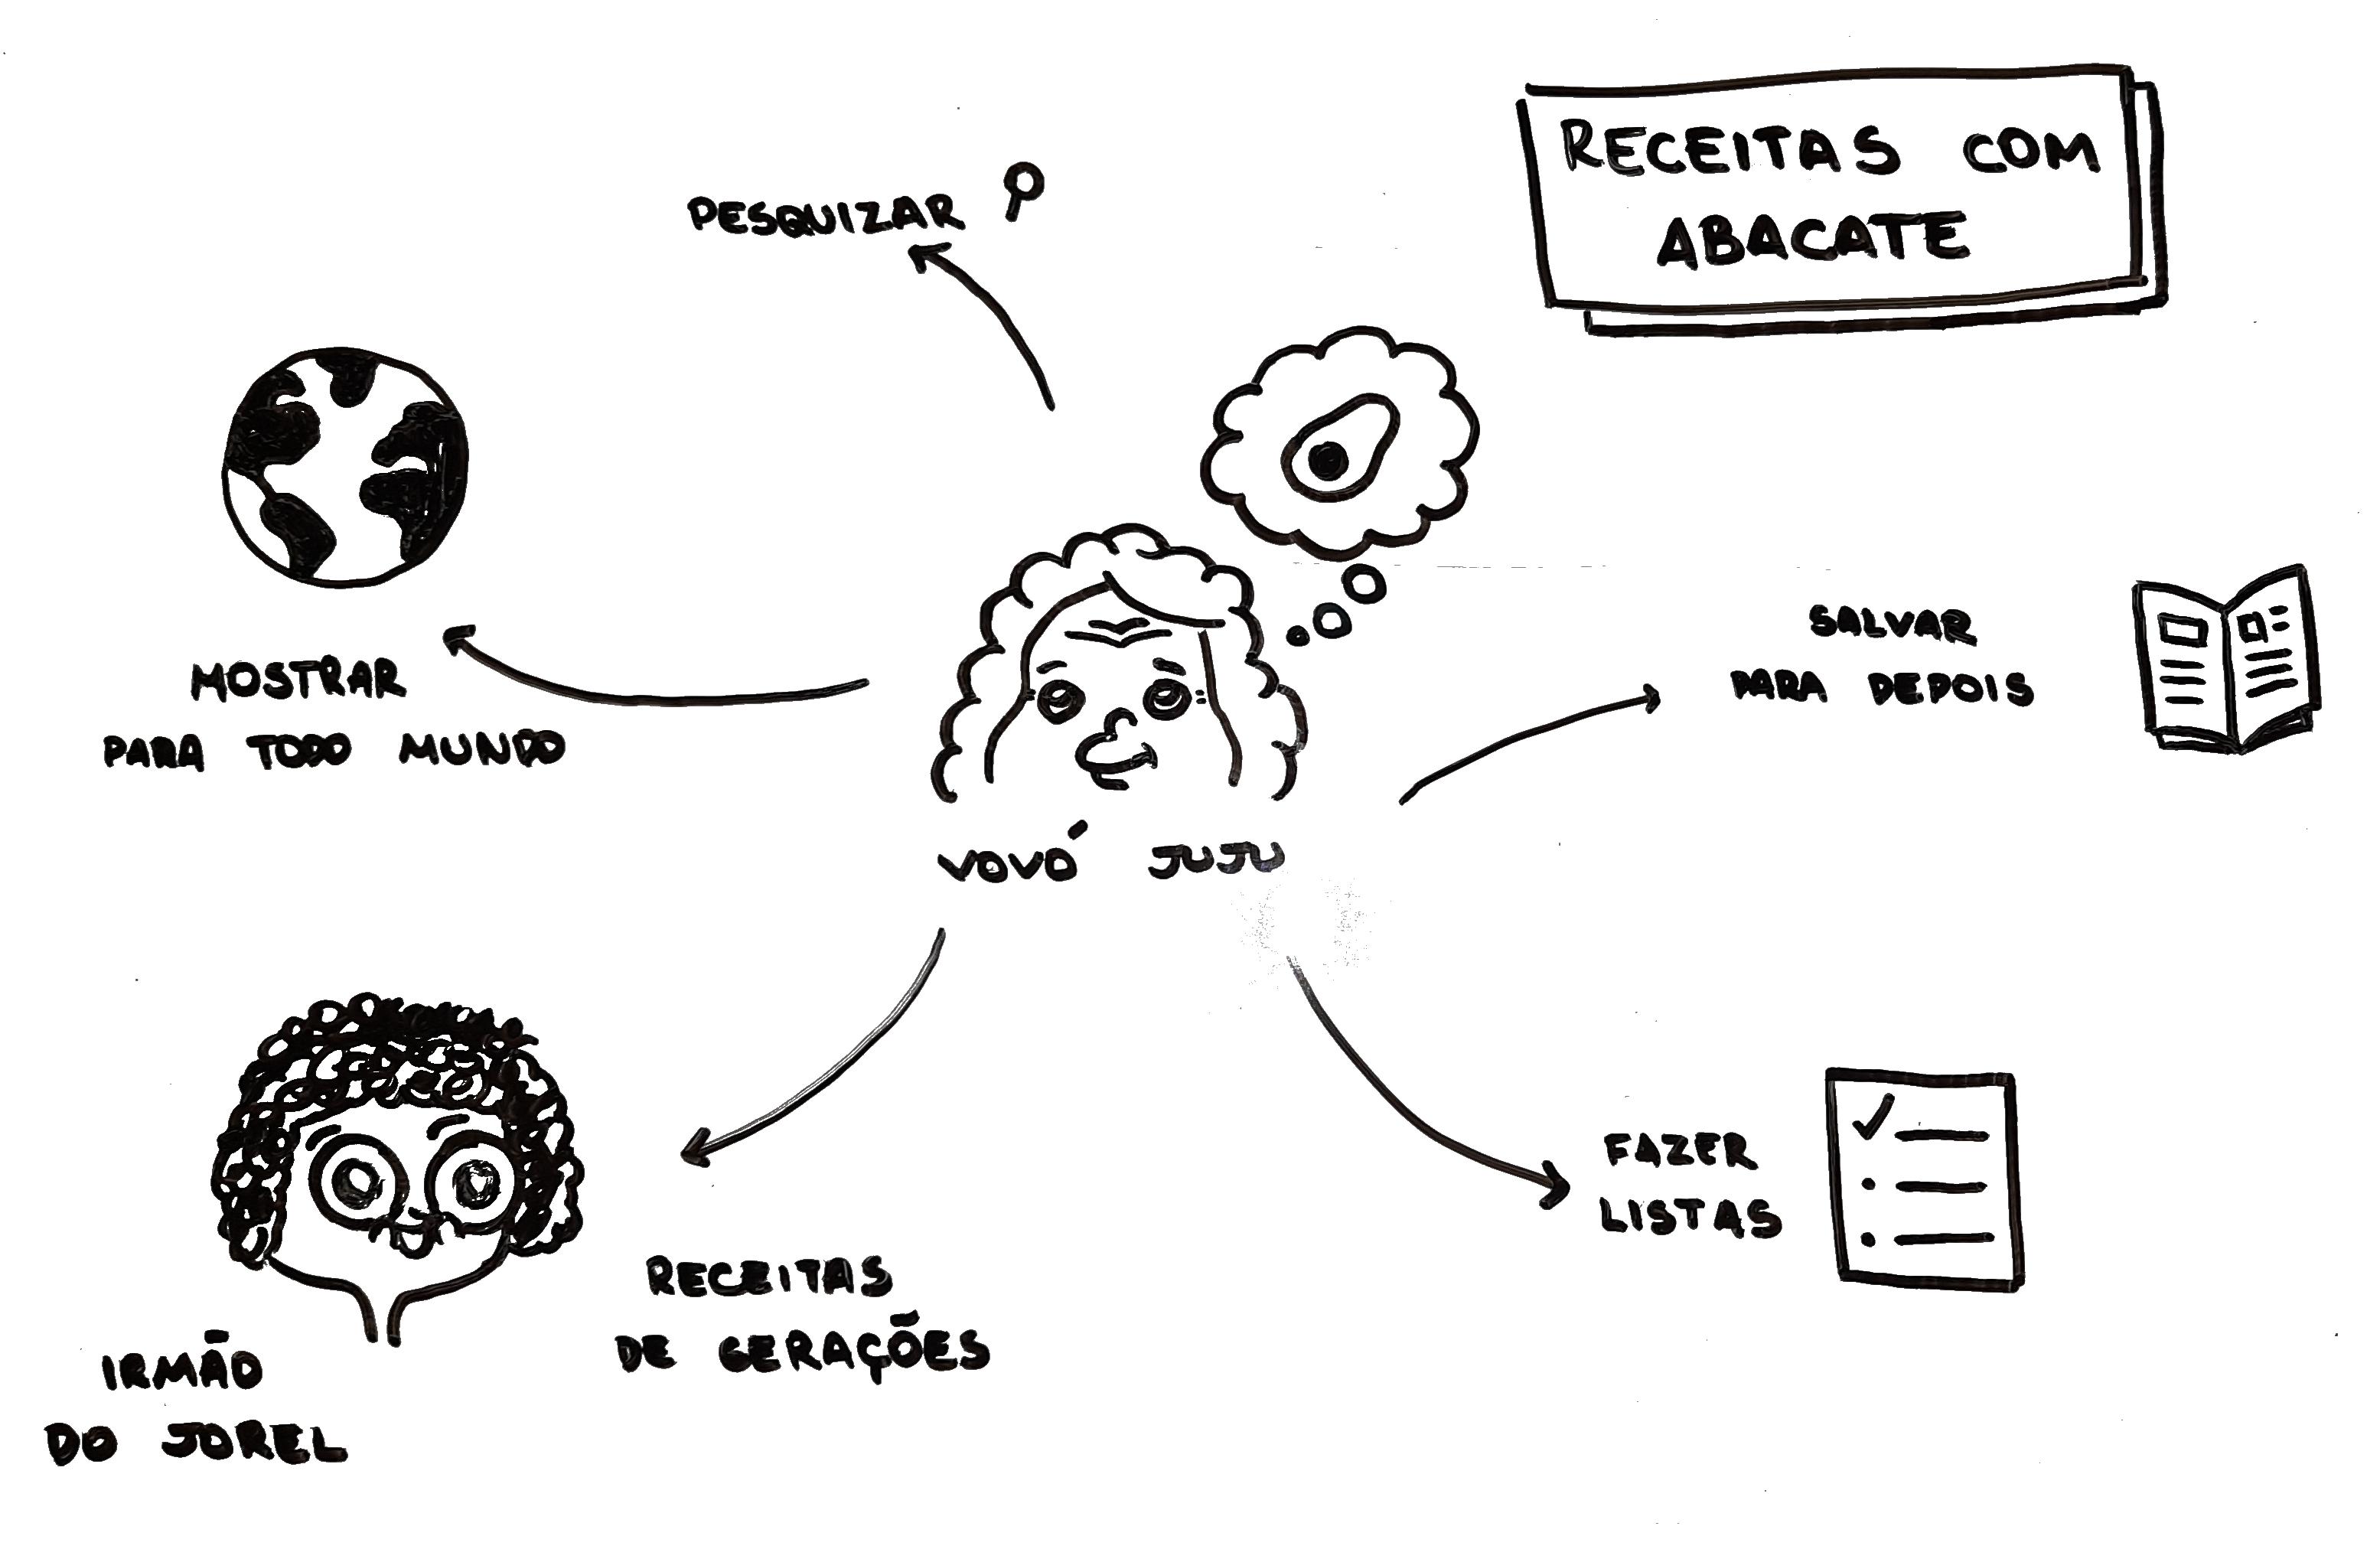 RECEITAS COM
ABACATE
PESQUIZAR
MOSTRAR
PARA TODO MUNDO
SALVAR
PARA DEPOIS
VOVÓ JUJU
FAZER
LISTAS
RECEITAS
DE GERAÇÕES
IRMÃO
DO JOREL